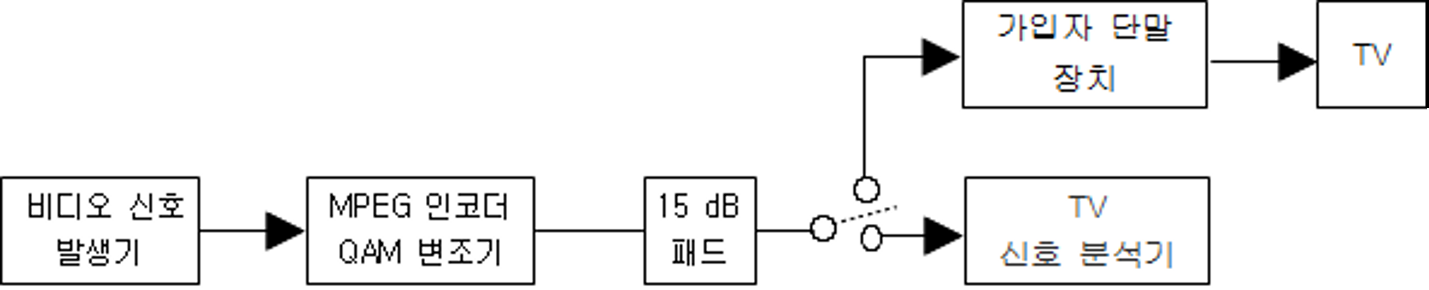 가입자 단말
장치
TV
비디오 신호
발생기
MPEG 인코더
QAM 변조기
15 dB
패드
TV
신호 분석기